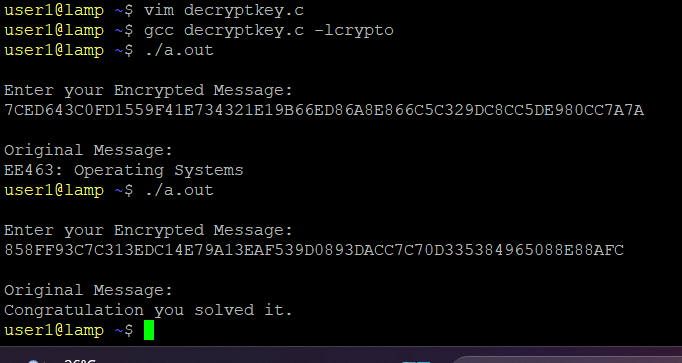 user1@lamp ~$ vim decryptkey.c
user1@lamp ~$ gcc decryptkey.c -lcrypto
user1@lamp ~$ ./a.out
Enter your Encrypted Message:
7CED643C0FD1559F41E734321E19B66ED86A8E866C5C329DC8CC5DE980CC7A7A
Original Message:
EE463: Operating Systems
user1@lamp ~$ ./a.out
Enter your Encrypted Message:
858FF93C7C313EDC14E79A13EAF539D0893DACC7C70D335384965088E88AFC
Original Message:
Congratulation you solved it.
user1@lamp ~$